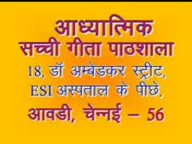 आध्यात्मिक
सच्ची गीता पाठशाला
18, डॉ अम्बेडकर स्ट्रीट,
ESI अस्पताल के पीछे,
आवडी, चेन्नई – 56